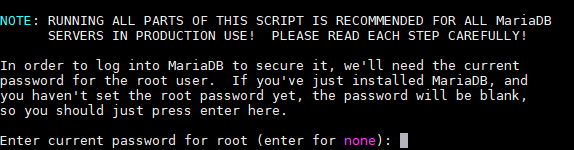 NOTE: RUNNING ALL PARTS OF THIS SCRIPT IS RECOMMENDED FOR ALL MariaDB
SERVERS IN PRODUCTION USE!  PLEASE READ EACH STEP CAREFULLY!
In order to log into MariaDB to secure it, we'll need the current
password for the root user.  If you've just installed MariaDB, and
you haven't set the root password yet, the password will be blank,
so you should just press enter here.
Enter current password for root (enter for none):